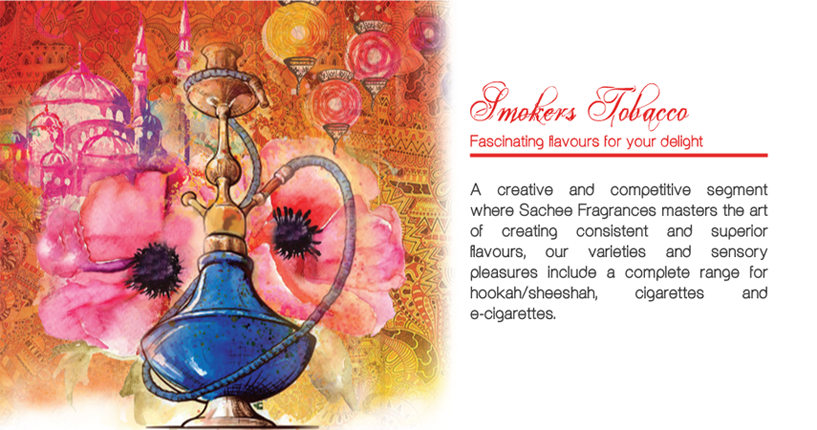 Smokers Tobacco
Fascinating flavours for your delight
A creative and competitive segment
where Sachee Fragrances masters the art
of creating consistent and superior
flavours, our varieties and sensory
pleasures include a complete range for
hookah/sheeshah, cigarettes and
e-cigarettes.